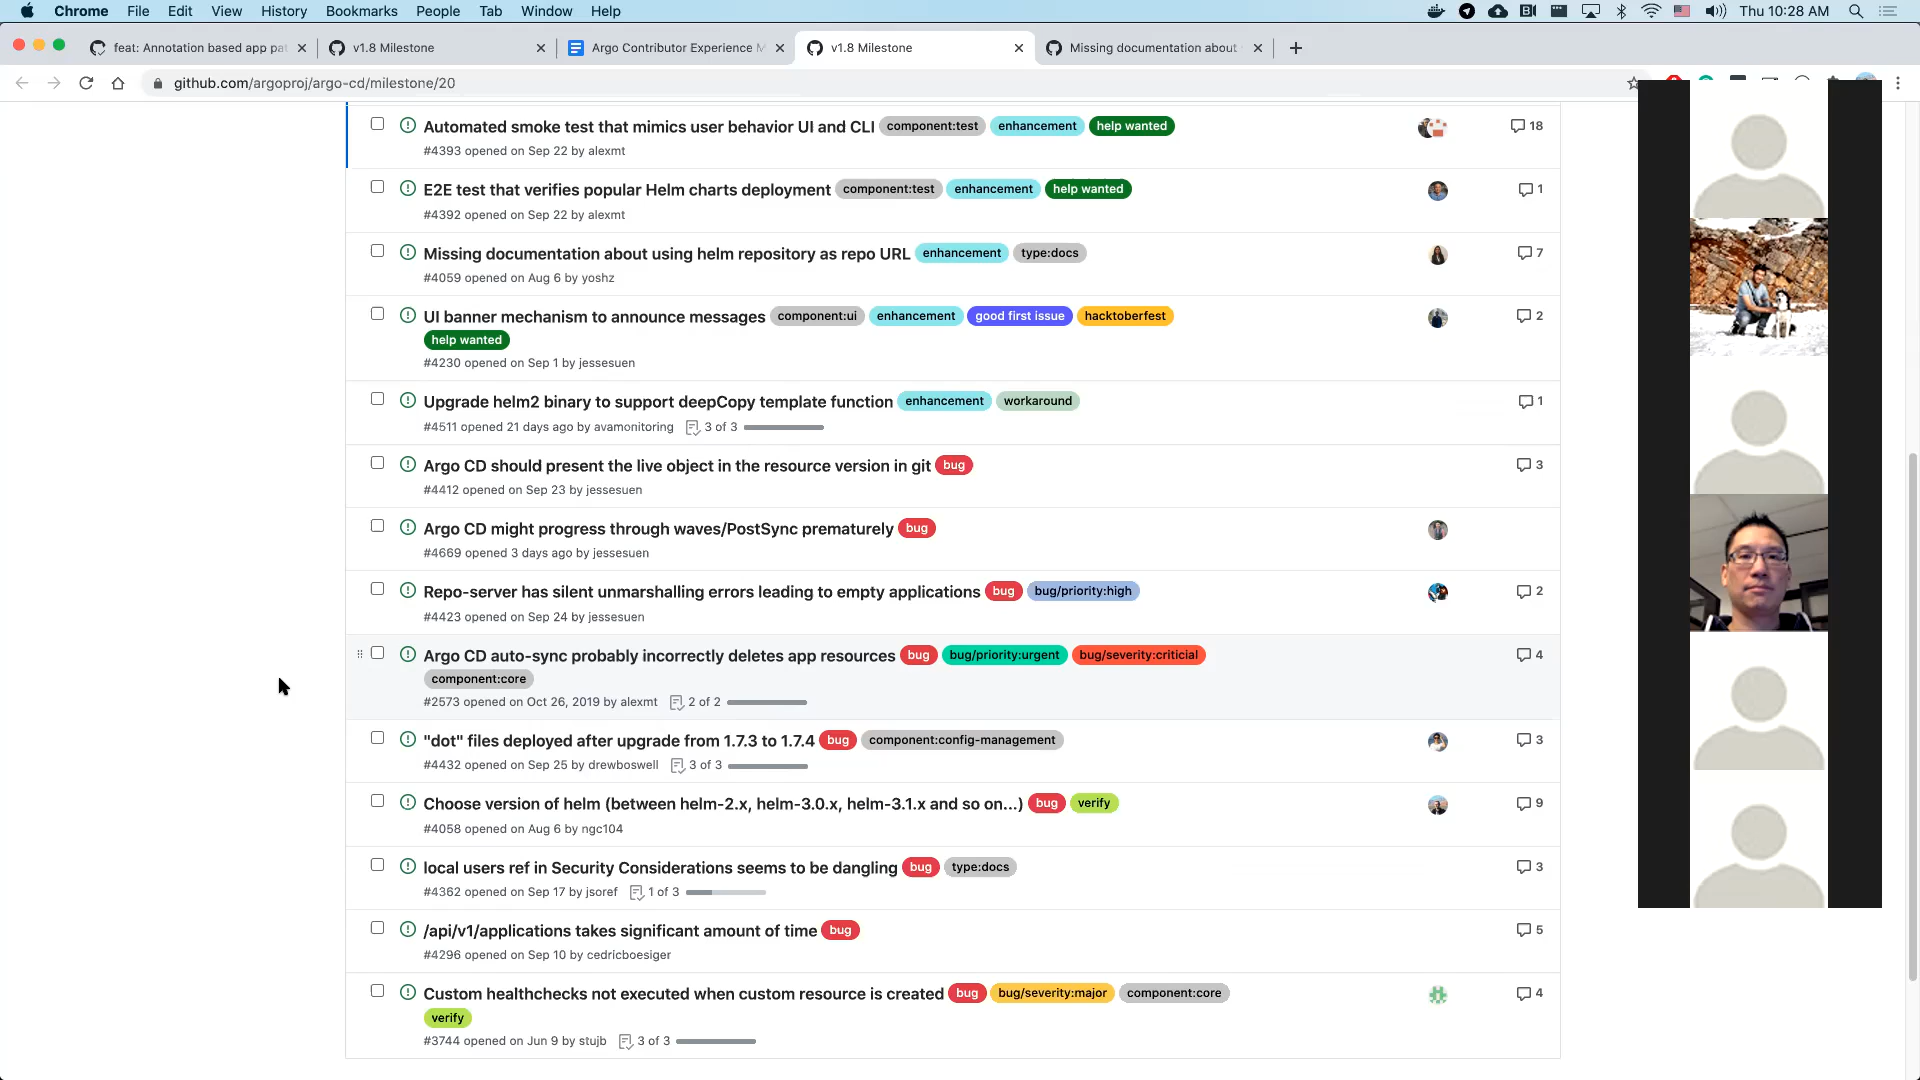 Chrome File Edit View History Bookmarks People Tab Window Help Thu 10:28 AM
feat: Annotation based app pat
v1.8 Milestone
Argo Contributor Experience M
v1.8 Milestone
Missing documentation about
github.com/argoproj/argo-cd/milestone/20
Automated smoke test that mimics user behavior UI and CLI component:test enhancement help wanted 18
#4393 opened on Sep 22 by alexmt
E2E test that verifies popular Helm charts deployment component:test enhancement help wanted 1
#4392 opened on Sep 22 by alexmt
Missing documentation about using helm repository as repo URL enhancement type:docs 7
#4059 opened on Aug 6 by yoshz
UI banner mechanism to announce messages component:ui enhancement good first issue hacktoberfest 2
help wanted
#4230 opened on Sep 1 by jessesuen
Upgrade helm2 binary to support deepCopy template function enhancement workaround 1
#4511 opened 21 days ago by avamonitoring 3 of 3
Argo CD should present the live object in the resource version in git bug 3
#4412 opened on Sep 23 by jessesuen
Argo CD might progress through waves/PostSync prematurely bug
#4669 opened 3 days ago by jessesuen
Repo-server has silent unmarshalling errors leading to empty applications bug bug/priority:high 2
#4423 opened on Sep 24 by jessesuen
Argo CD auto-sync probably incorrectly deletes app resources bug bug/priority:urgent bug/severity:criticial 4
component:core
#2573 opened on Oct 26, 2019 by alexmt 2 of 2
"dot" files deployed after upgrade from 1.7.3 to 1.7.4 bug component:config-management 3
#4432 opened on Sep 25 by drewboswell 3 of 3
Choose version of helm (between helm-2.x, helm-3.0.x, helm-3.1.x and so on...) bug verify 9
#4058 opened on Aug 6 by ngc104
local users ref in Security Considerations seems to be dangling bug type:docs 3
#4362 opened on Sep 17 by jsoref 1 of 3
/api/v1/applications takes significant amount of time bug 5
#4296 opened on Sep 10 by cedricboesiger
Custom healthchecks not executed when custom resource is created bug bug/severity:major component:core 4
verify
#3744 opened on Jun 9 by stujb 3 of 3